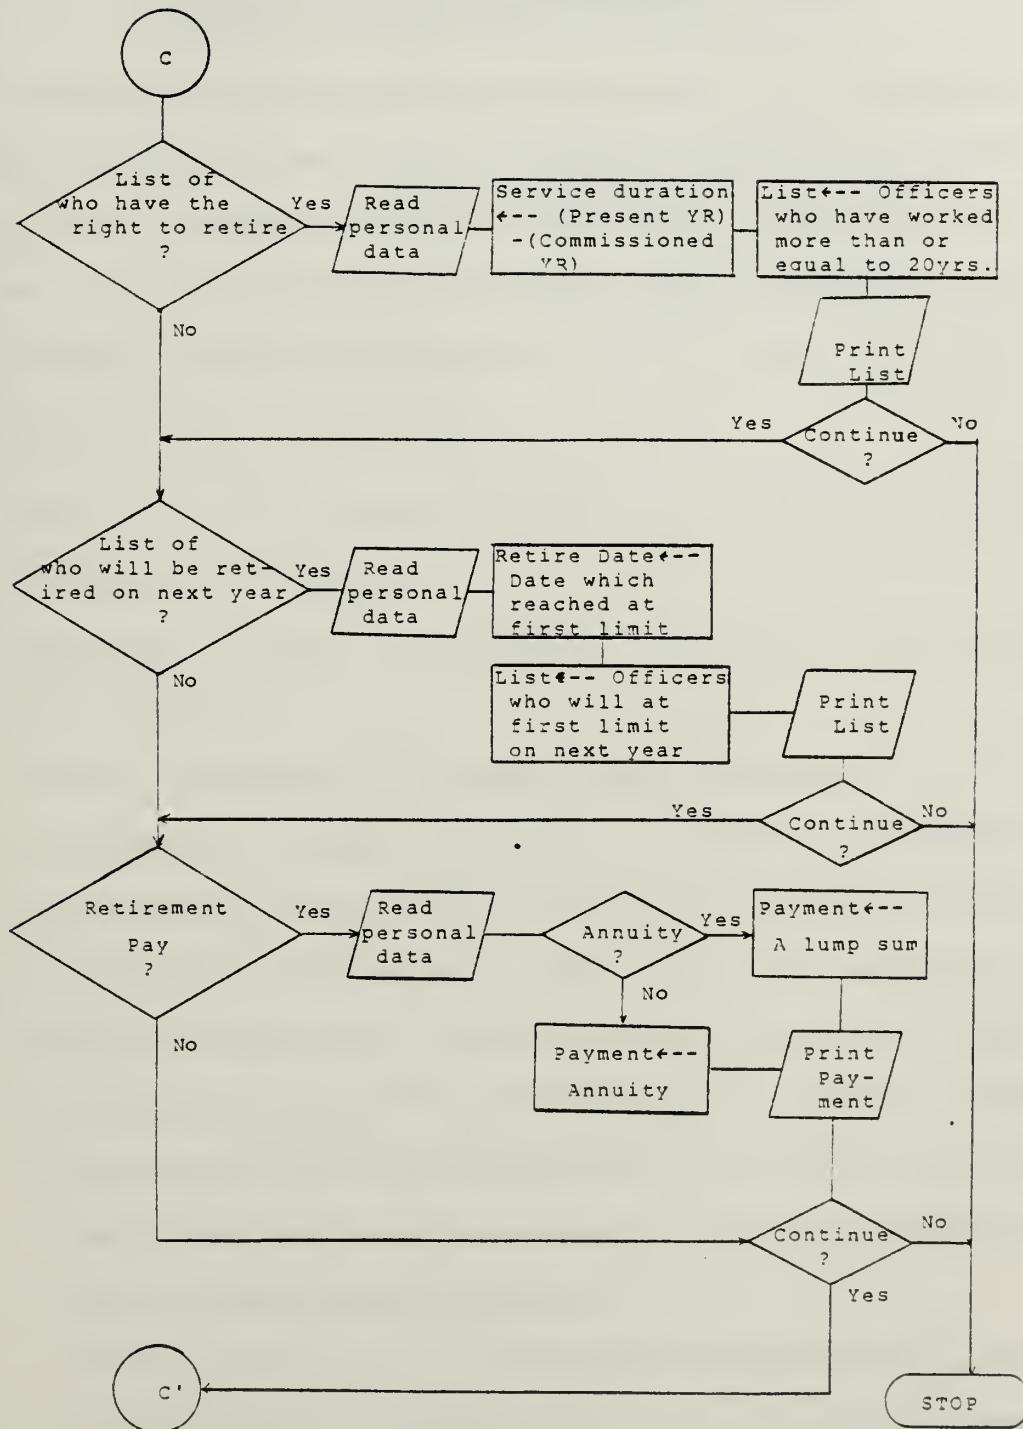 C
List of
who have the
right to retire
?
Yes
Read
personal
data
Service duration
←-- (Present YR)
-(Commissioned
YR)
List←-- Officers
who have worked
more than or
equal to 20yrs.
No
Print
List
Yes
Continue
?
No
List of
who will be ret-
ired on next year
?
Yes
Read
personal
data
Retire Date←--
Date which
reached at
first limit
No
List←-- Officers
who will at
first limit
on next year
Print
List
Yes
Continue
?
No
Retirement
Pay
?
Yes
Read
personal
data
Annuity
?
Yes
Payment←--
A lump sum
No
No
Payment←--
Annuity
Print
Pay-
ment
Continue
?
No
Yes
C'
STOP